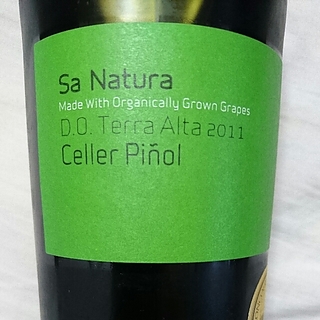 Sa Natura
Made With Organically Grown Grapes
D.O. Terra Alta 2011
Celler Piñol